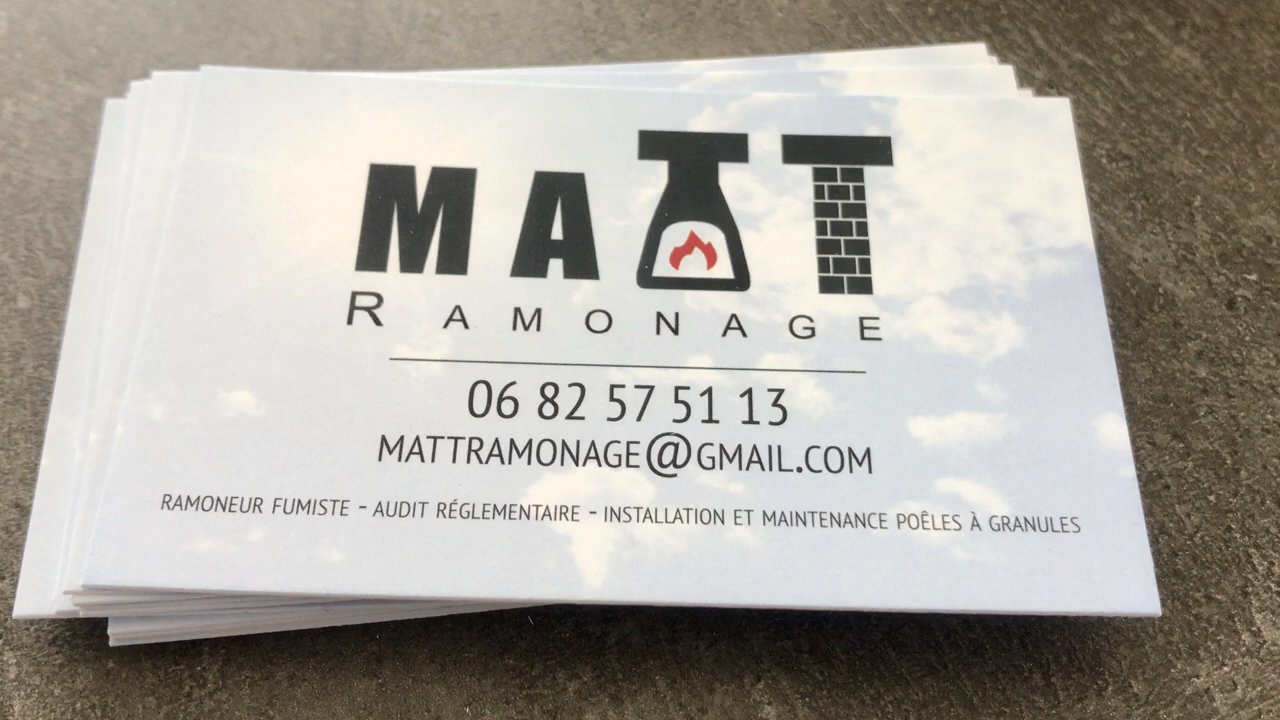 MATT
RAMONAGE
06 82 57 51 13
MATTRAMONAGE@GMAIL.COM
RAMONEUR FUMISTE - AUDIT RÉGLEMENTAIRE - INSTALLATION ET MAINTENANCE POÊLES À GRANULES